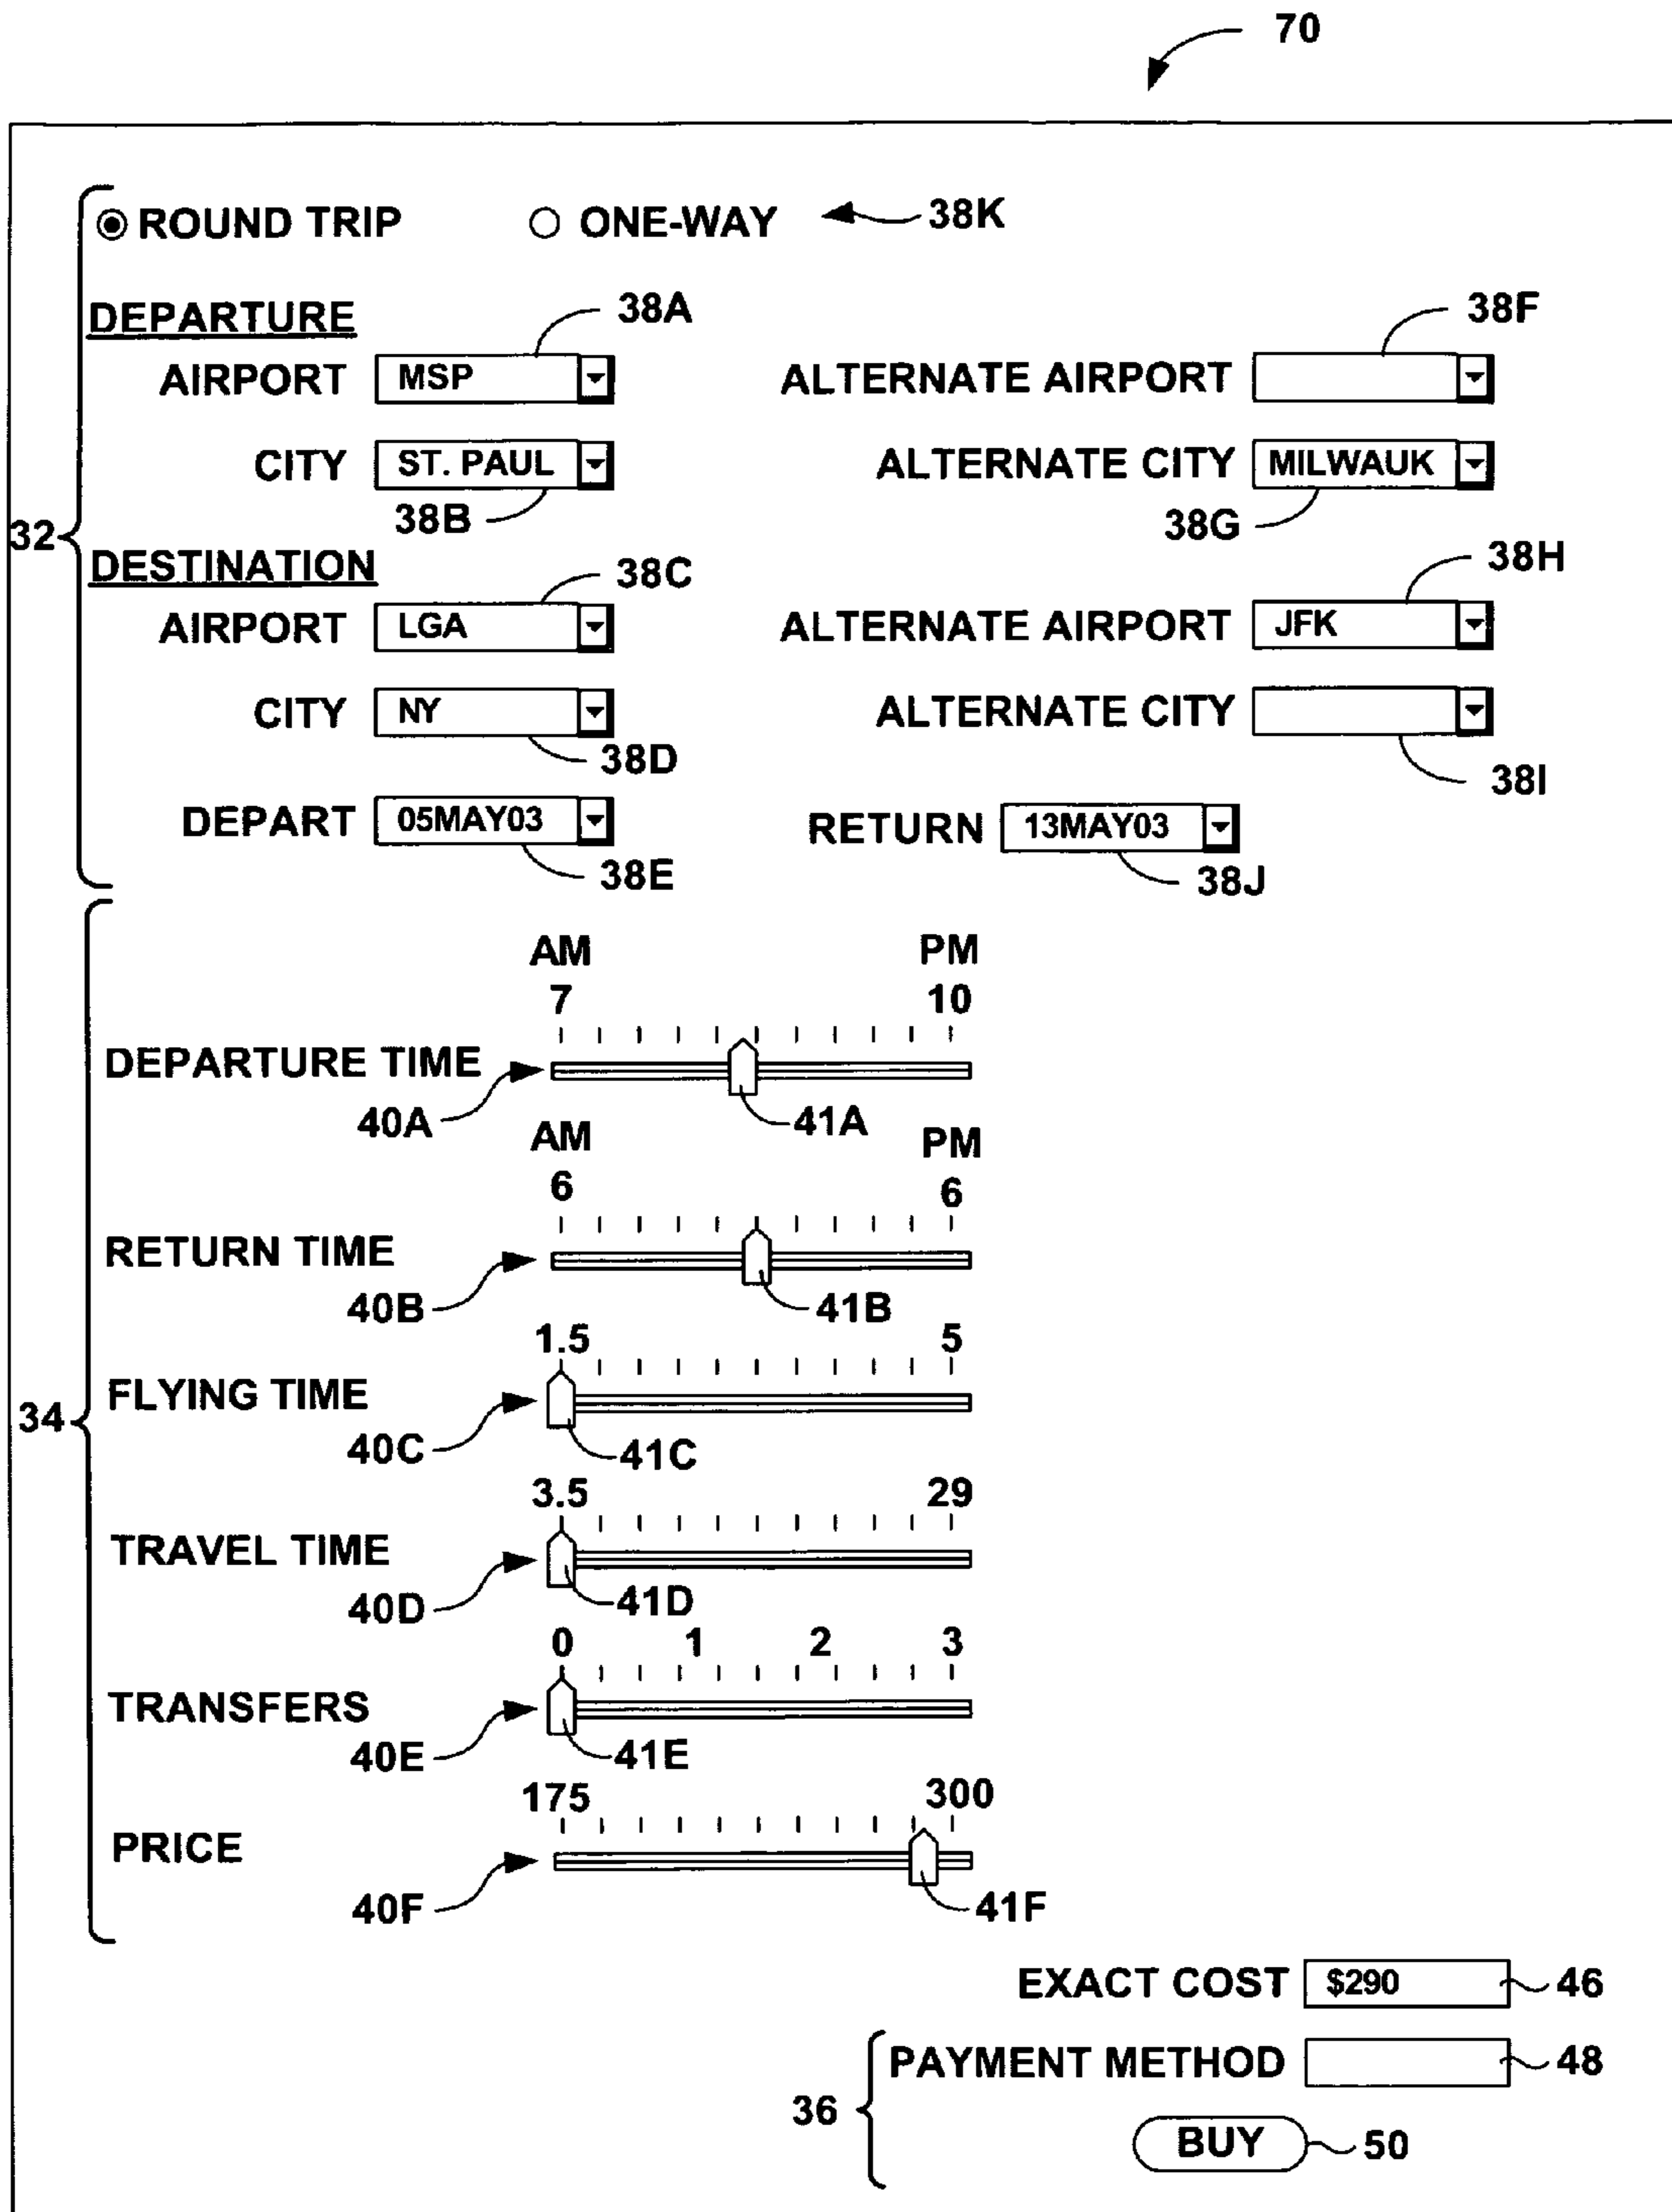 70
ROUND TRIP ONE-WAY 38K
DEPARTURE 38A 38F
AIRPORT MSP ALTERNATE AIRPORT
CITY ST. PAUL ALTERNATE CITY MILWAUK
38B 38G
32
DESTINATION 38C 38H
AIRPORT LGA ALTERNATE AIRPORT JFK
CITY NY ALTERNATE CITY
38D 38I
DEPART 05MAY03 RETURN 13MAY03
38E 38J
AM PM
7 10
DEPARTURE TIME
40A 41A
AM PM
6 6
RETURN TIME
40B 41B
1.5 5
FLYING TIME
34
40C 41C
3.5 29
TRAVEL TIME
40D 41D
0 1 2 3
TRANSFERS
40E 41E
175 300
PRICE
40F 41F
EXACT COST $290 46
PAYMENT METHOD 48
36
BUY 50